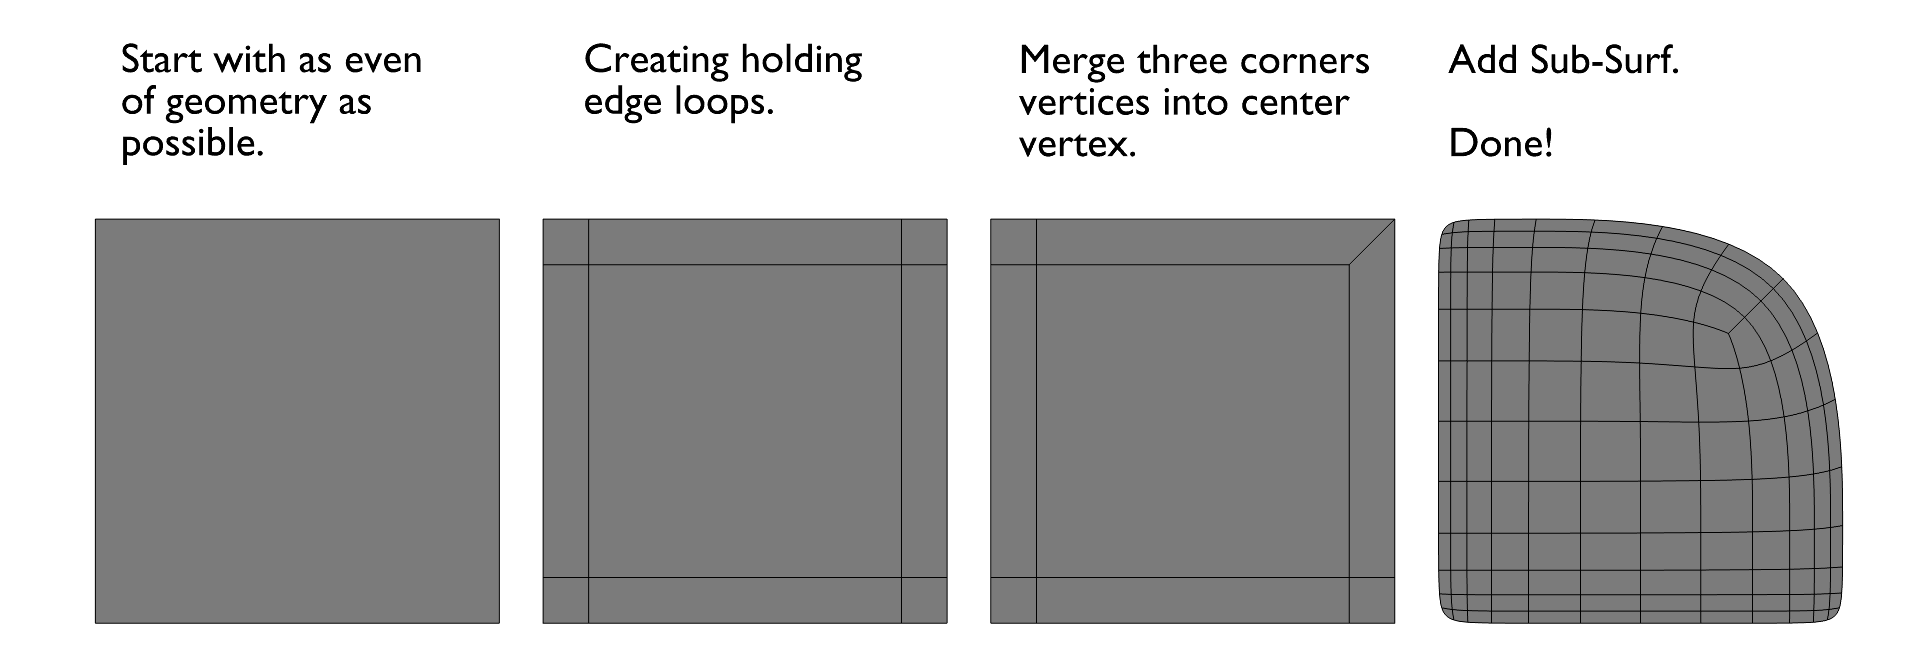 Start with as even
of geometry as
possible.
Creating holding
edge loops.
Merge three corners
vertices into center
vertex.
Add Sub-Surf.
Done!